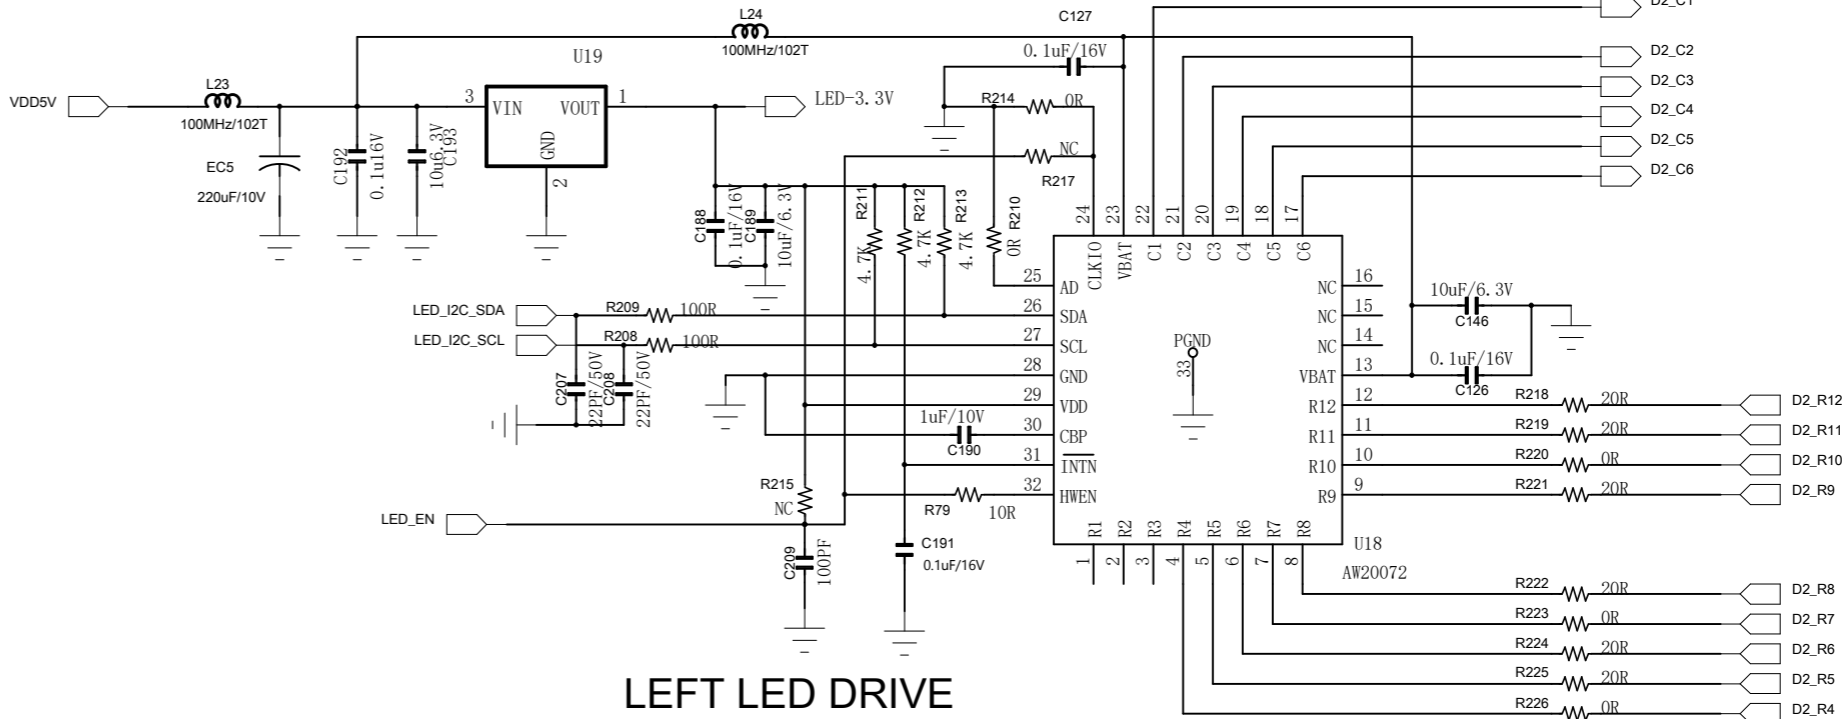 D2_C1
L24
C127
100MHz/102T
0.1uF/16V
U19
D2_C2
D2_C3
D2_C4
D2_C5
D2_C6
L23
VDD5V
100MHz/102T
3
VIN
VOUT
1
GND
2
LED-3.3V
R214
0R
NC
R217
EC5
220uF/10V
C192
0.1u16V
10u6.3V
C193
C188
0.1uF/16V
C189
10uF/6.3V
R211
4.7K
R212
4.7K
R213
4.7K
R210
0R
24
23
22
21
20
19
18
17
CLKIO
VBAT
C1
C2
C3
C4
C5
C6
25
AD
26
SDA
27
SCL
28
GND
29
VDD
30
CBP
31
INTN
32
HWEN
LED_I2C_SDA
R209
100R
LED_I2C_SCL
R208
100R
C207
22PF/50V
C208
22PF/50V
1uF/10V
C190
R215
NC
R79
10R
LED_EN
C209
100PF
C191
0.1uF/16V
PGND
33
NC
16
NC
15
NC
14
VBAT
13
R12
12
R11
11
R10
10
R9
9
10uF/6.3V
C146
0.1uF/16V
C126
R218
20R
D2_R12
R219
20R
D2_R11
R220
0R
D2_R10
R221
20R
D2_R9
R1
R2
R3
R4
R5
R6
R7
R8
1
2
3
4
5
6
7
8
U18
AW20072
R222
20R
D2_R8
R223
0R
D2_R7
R224
20R
D2_R6
R225
20R
D2_R5
R226
0R
D2_R4
LEFT LED DRIVE